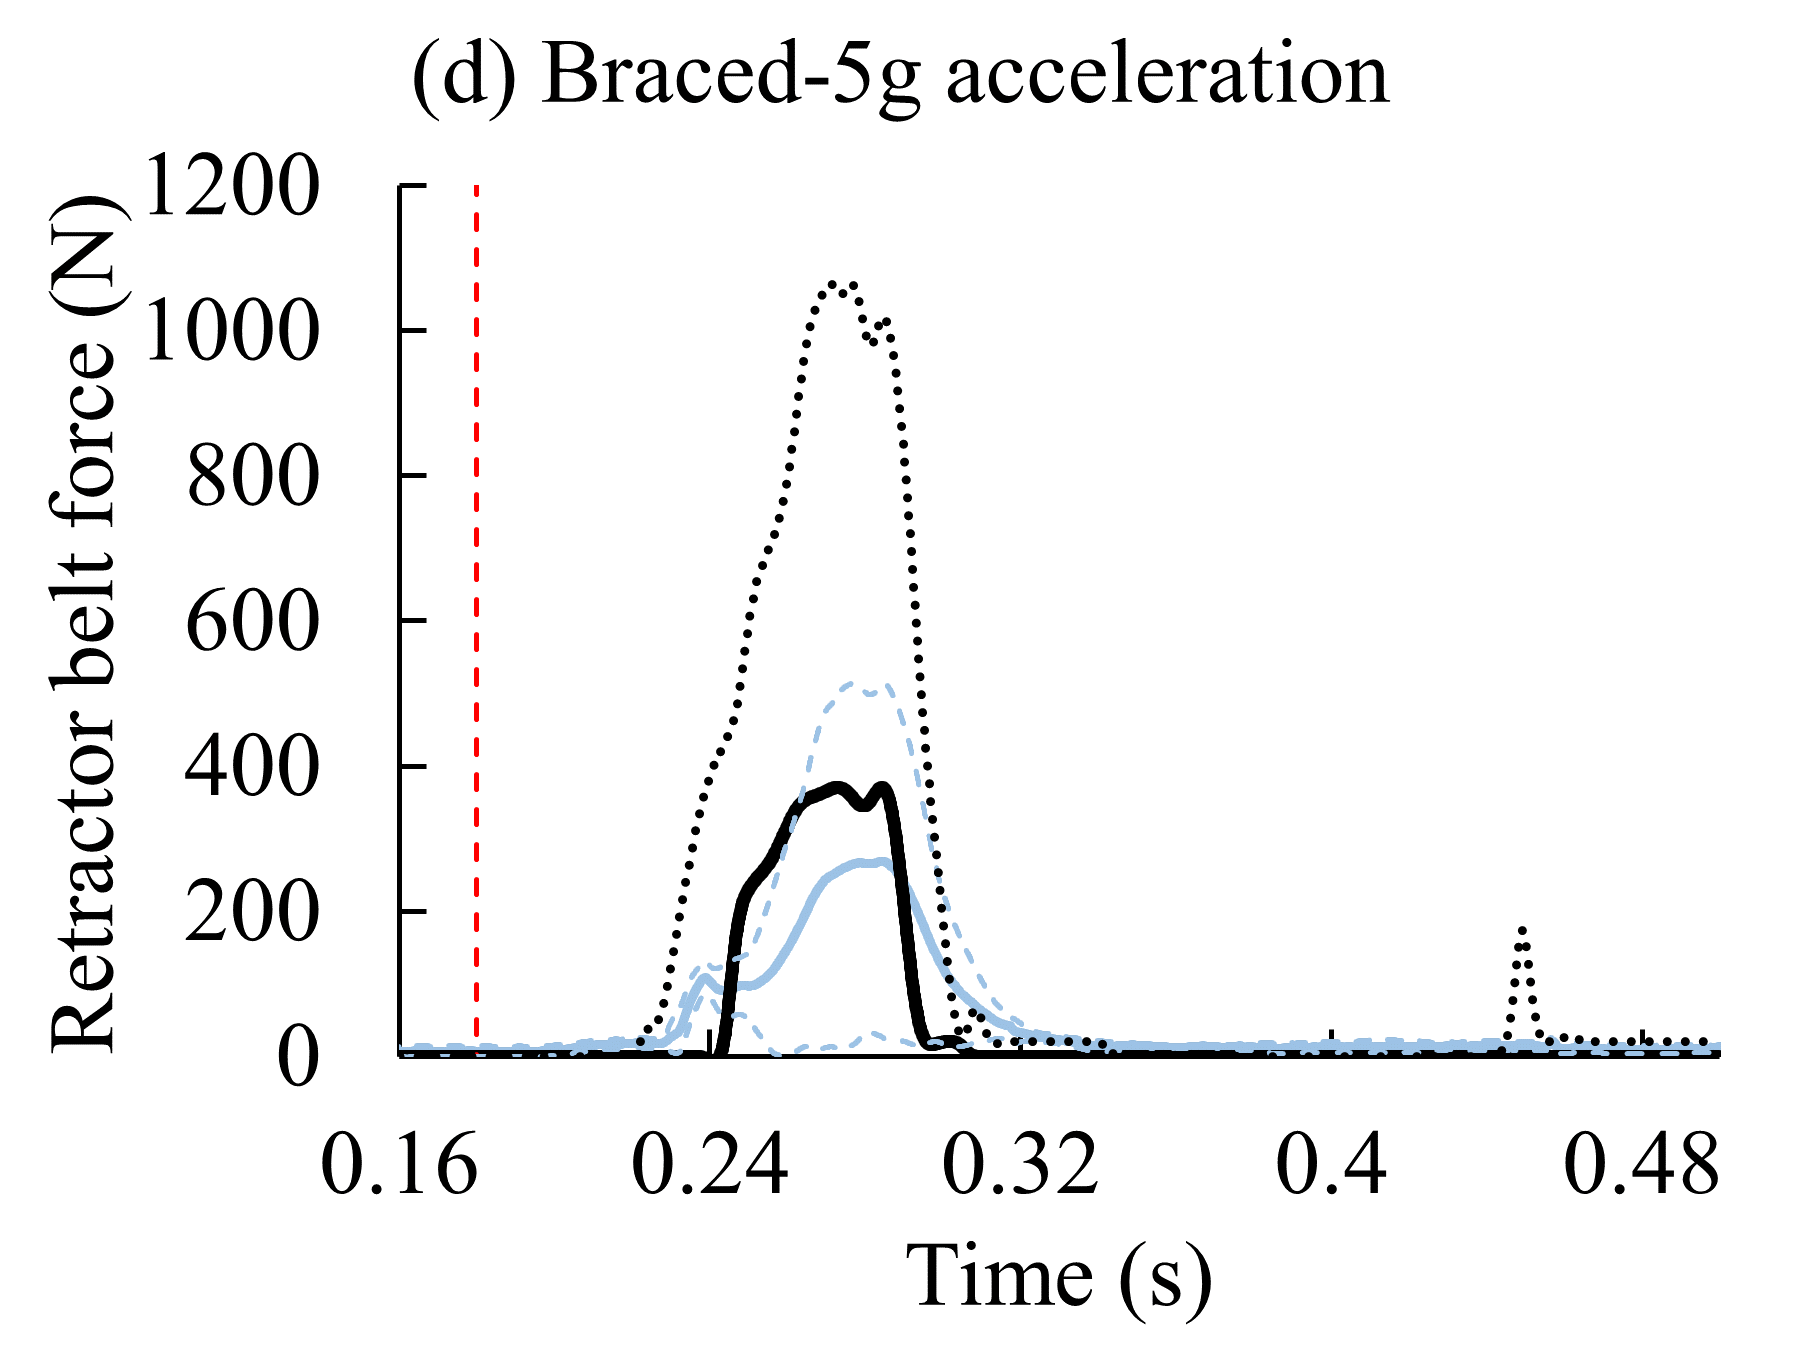 (d) Braced-5g acceleration
Retractor belt force (N)
1200
1000
800
600
400
200
0
0.16 0.24 0.32 0.4 0.48
Time (s)